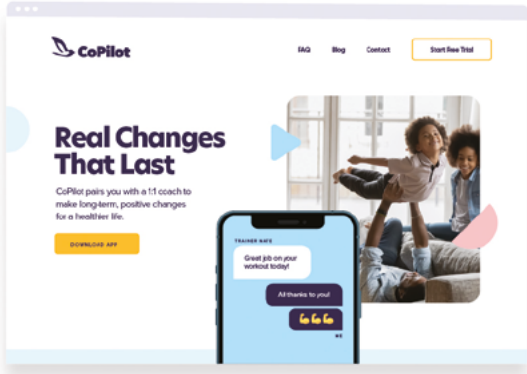 CoPilot
FAQ Blog Contact Start Free Trial
Real Changes
That Last
CoPilot pairs you with a 1:1 coach to
make long-term, positive changes
for a healthier life.
DOWNLOAD APP
TRAINER NATE
Great job on your
workout today!
All thanks to you!
💪💪💪
ME